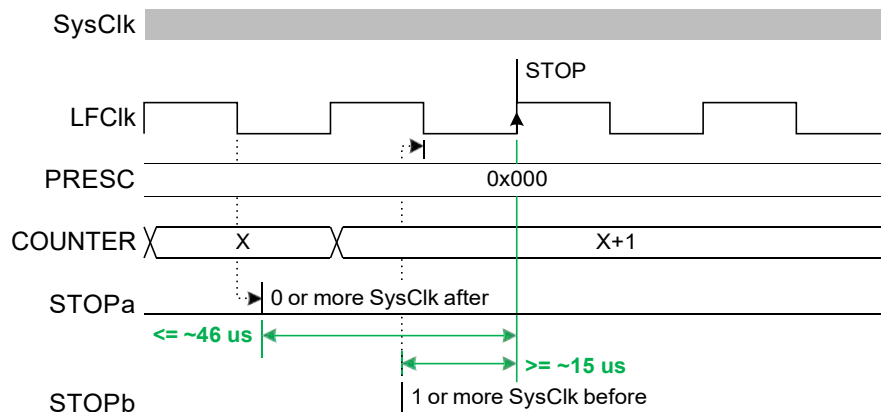 SysClk
STOP
LFClk
PRESC
0x000
COUNTER
X
X+1
STOPa
0 or more SysClk after
<= ~46 us
>= ~15 us
STOPb
1 or more SysClk before